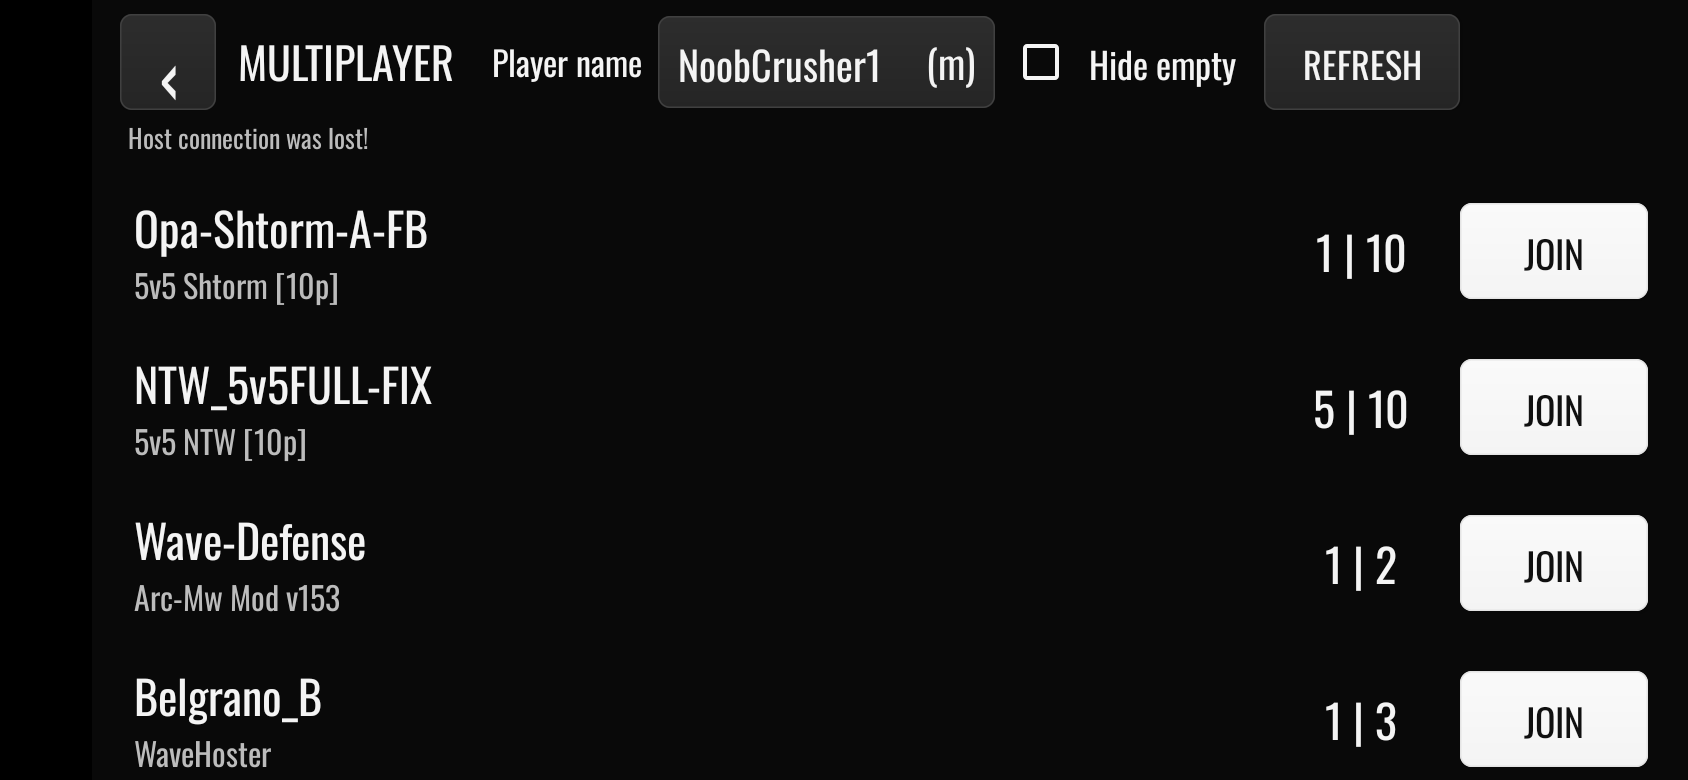 MULTIPLAYER Player name NoobCrusher1 (m) Hide empty REFRESH
Host connection was lost!
Opa-Shtorm-A-FB
5v5 Shtorm [10p]
1 | 10 JOIN
NTW_5v5FULL-FIX
5v5 NTW [10p]
5 | 10 JOIN
Wave-Defense
Arc-Mw Mod v153
1 | 2 JOIN
Belgrano_B
WaveHoster
1 | 3 JOIN